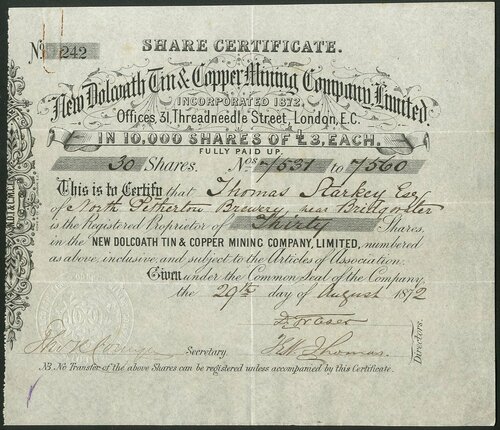 SHARE CERTIFICATE.
No. 242
New Dolcoath Tin & Copper Mining Company, Limited
INCORPORATED 1872.
Offices, 31, Threadneedle Street, London, E.C.
IN 10,000 SHARES OF £3, EACH.
FULLY PAID UP.
30 Shares. Nos. 7531 to 7560
This is to Certify that Thomas Starkey Esq
of North Petherton Brewery, near Bridgwater
is the Registered Proprietor of Thirty Shares,
in the NEW DOLCOATH TIN & COPPER MINING COMPANY, LIMITED, numbered
as above, inclusive, and subject to the Articles of Association.
Given under the Common Seal of the Company,
the 29th day of August 1872
Thomas.
Directors.
Secretary.
NB. No Transfer of the above Shares can be registered unless accompanied by this Certificate.